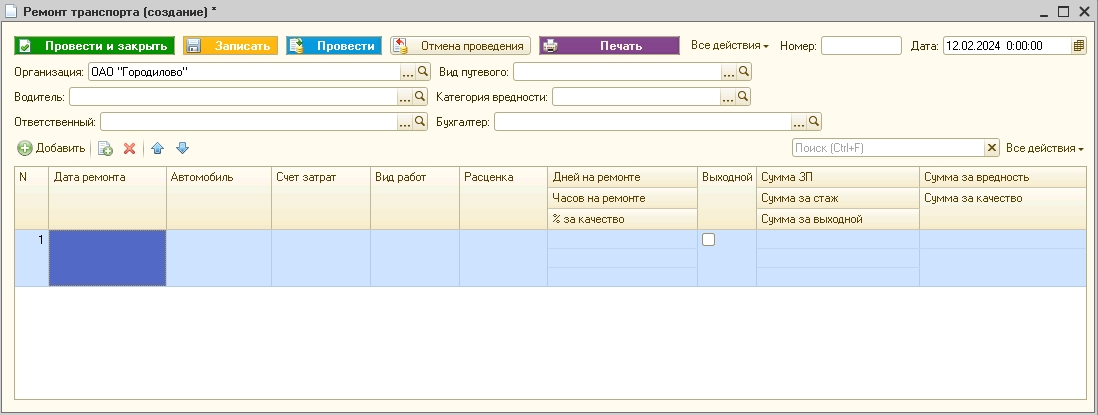 Ремонт транспорта (создание) *
Провести и закрыть Записать Провести Отмена проведения Печать Все действия Номер: Дата: 12.02.2024 0:00:00
Организация: ОАО "Городилово" ... Вид путевого: ...
Водитель: ... Категория вредности: ...
Ответственный: ... Бухгалтер: ...
Добавить Поиск (Ctrl+F) Все действия
N Дата ремонта Автомобиль Счет затрат Вид работ Расценка Дней на ремонте Выходной Сумма ЗП Сумма за вредность
Часов на ремонте Сумма за стаж Сумма за качество
% за качество Сумма за выходной
1